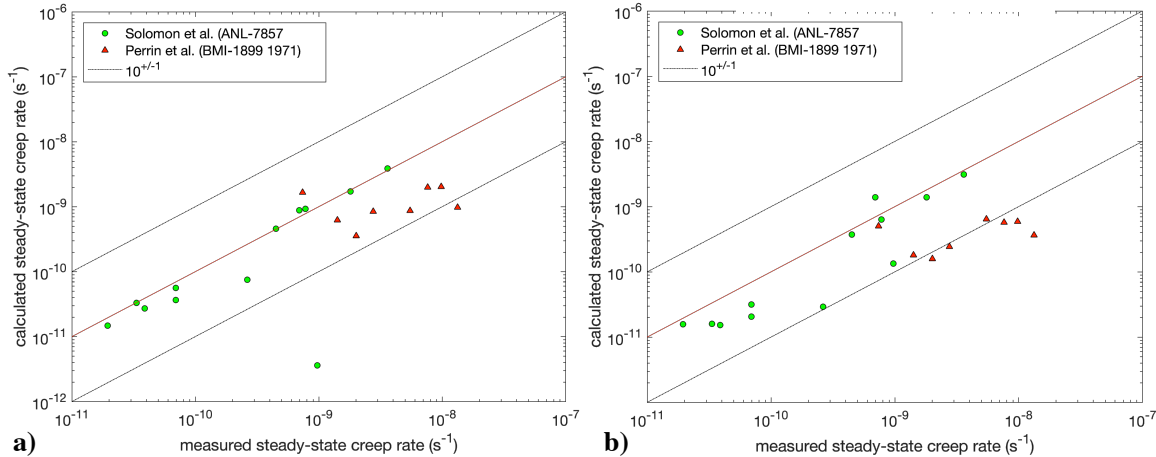 10^-6
10^-7
10^-8
10^-9
10^-10
10^-11
10^-12
calculated steady-state creep rate (s^-1)
Solomon et al. (ANL-7857
Perrin et al. (BMI-1899 1971)
10^+/-1
10^-11
10^-10
10^-9
10^-8
10^-7
measured steady-state creep rate (s^-1)
a)
10^-6
10^-7
10^-8
10^-9
10^-10
10^-11
calculated steady-state creep rate (s^-1)
Solomon et al. (ANL-7857
Perrin et al. (BMI-1899 1971)
10^+/-1
10^-11
10^-10
10^-9
10^-8
10^-7
measured steady-state creep rate (s^-1)
b)